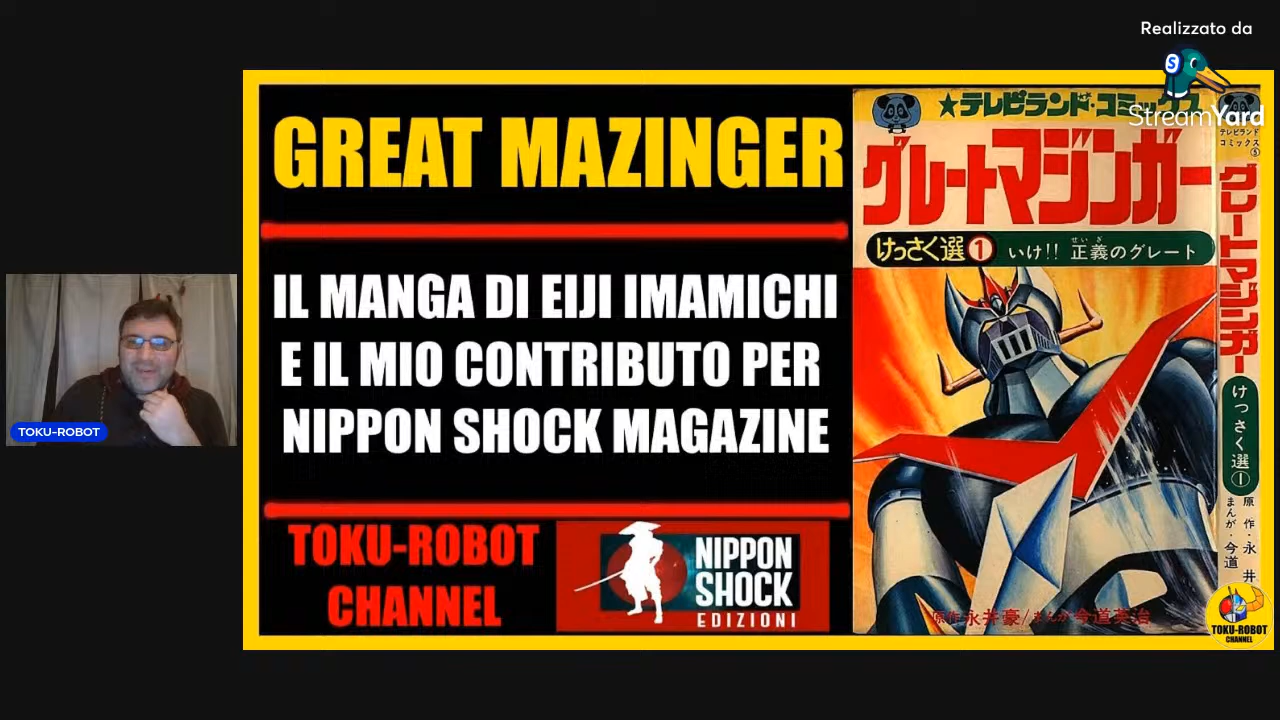 Realizzato da
StreamYard
GREAT MAZINGER
IL MANGA DI EIJI IMAMICHI
E IL MIO CONTRIBUTO PER
NIPPON SHOCK MAGAZINE
TOKU-ROBOT
CHANNEL
NIPPON
SHOCK
EDIZIONI
★テレビランド・コミックス
グレートマジンガー
けっさく選①
いけ!! 正義のグレート
せいぎ
原作・永井豪/まんが・今道英治
テレビランド
コミックス
⑤
グレートマジンガー
けっさく選①
原作・永井
まんが・今道
TOKU-ROBOT
CHANNEL
TOKU-ROBOT